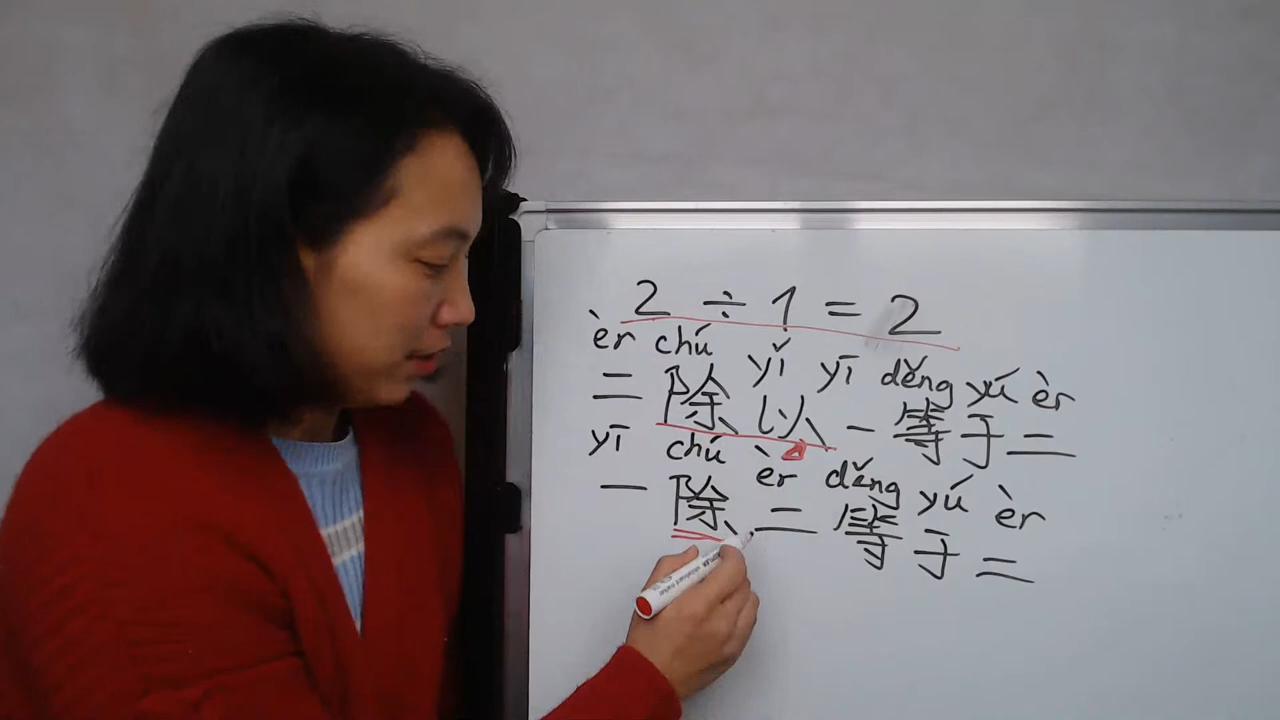 2 ÷ 1 = 2
èr chú yǐ yī děng yú èr
二除以一等于二
yī chú èr děng yú èr
一除二等于二